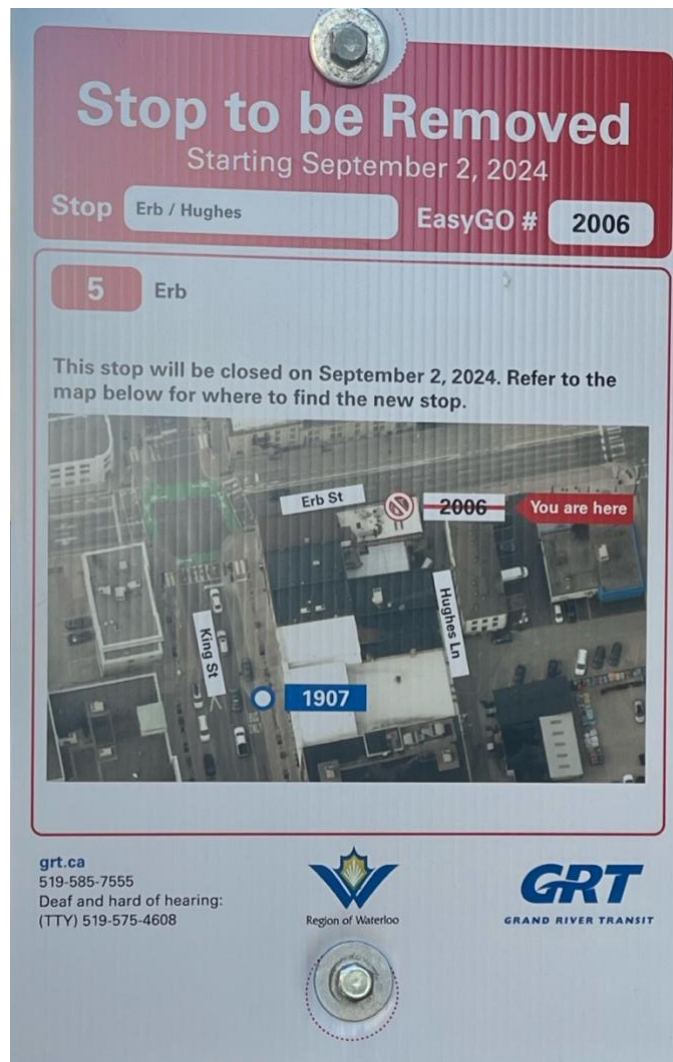 Stop to be Removed
Starting September 2, 2024
Stop Erb / Hughes EasyGO # 2006
5 Erb
This stop will be closed on September 2, 2024. Refer to the
map below for where to find the new stop.
Erb St
2006
You are here
Hughes Ln
King St
1907
grt.ca
519-585-7555
Deaf and hard of hearing:
(TTY) 519-575-4608
Region of Waterloo
GRT
GRAND RIVER TRANSIT